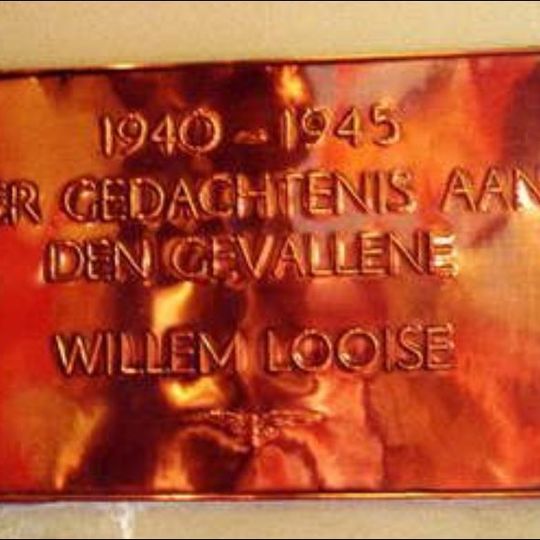 1940 - 1945
ER GEDACHTENIS AAN
DEN GEVALLENE
WILLEM LOOISE